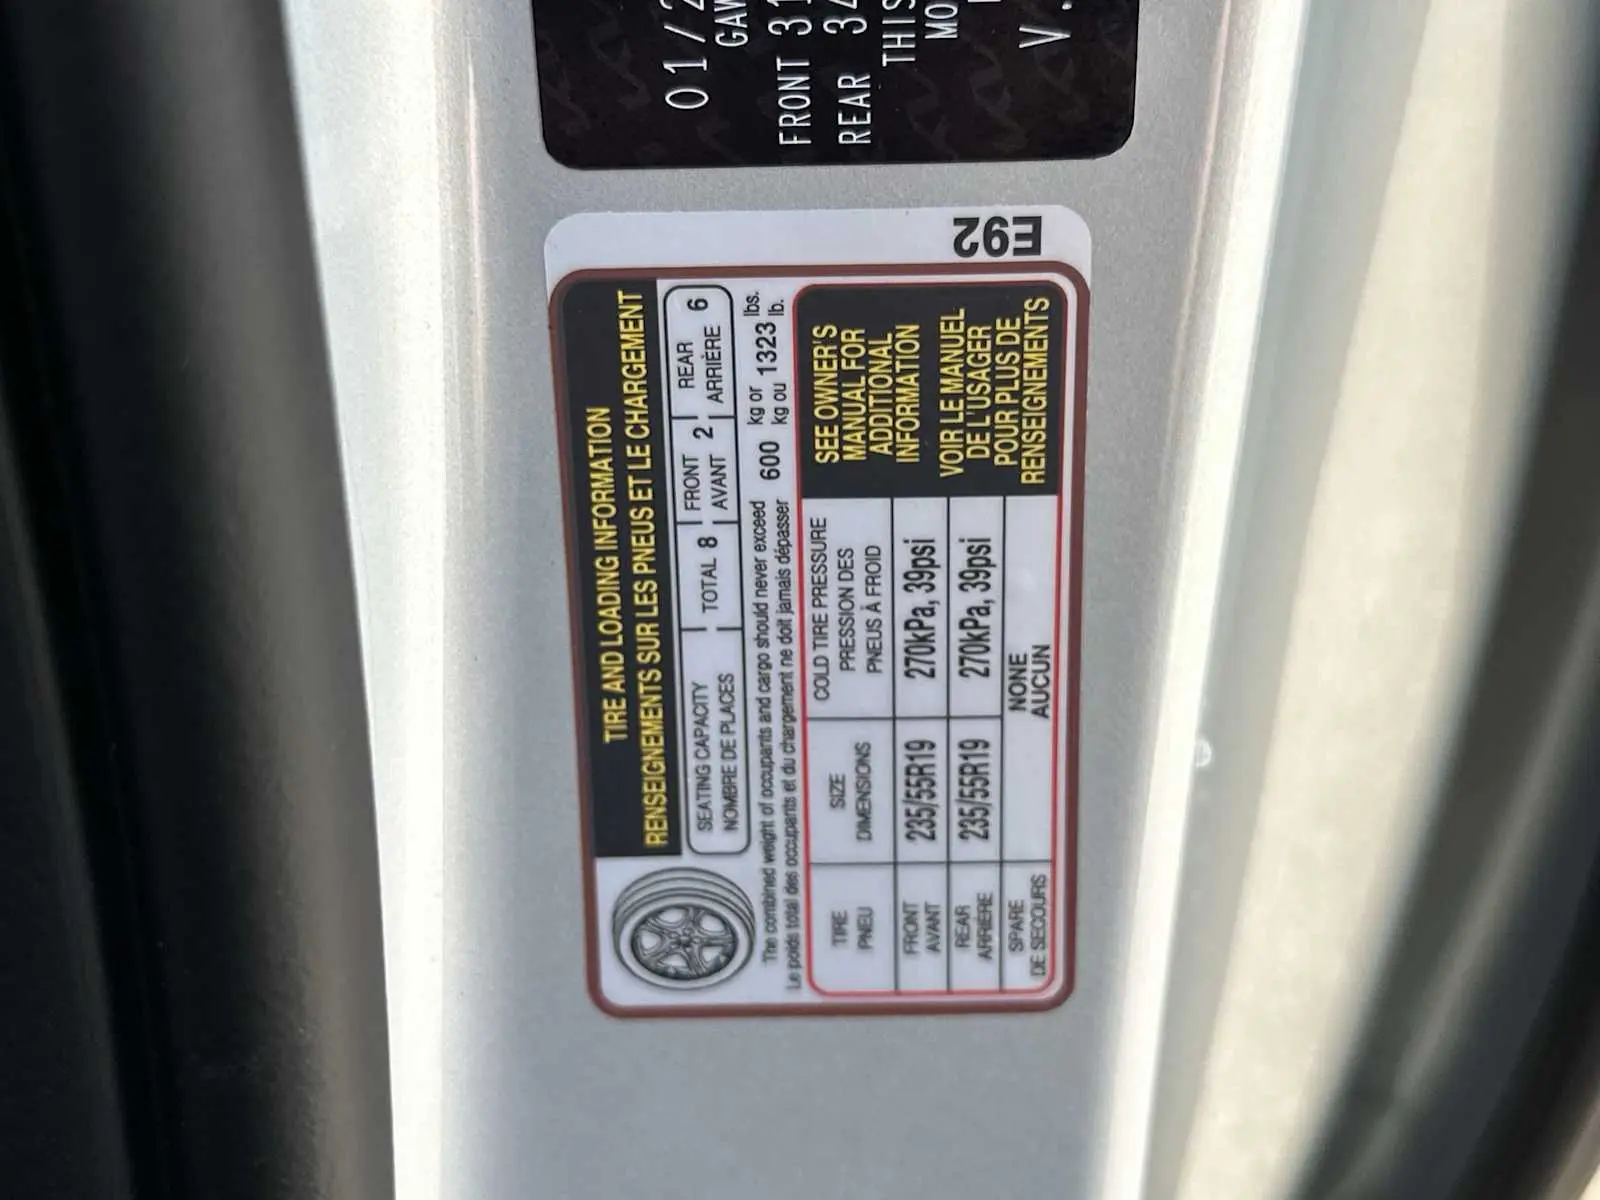 01/2
GAW
FRONT 31
REAR 34
THIS
MO
V.
E92
TIRE AND LOADING INFORMATION
RENSEIGNEMENTS SUR LES PNEUS ET LE CHARGEMENT
SEATING CAPACITY
NOMBRE DE PLACES
TOTAL 8
FRONT
AVANT 2
REAR
ARRIÈRE 6
The combined weight of occupants and cargo should never exceed 600 kg or 1323 lbs.
Le poids total des occupants et du chargement ne doit jamais dépasser kg ou lb.
TIRE
PNEU
SIZE
DIMENSIONS
COLD TIRE PRESSURE
PRESSION DES
PNEUS À FROID
FRONT
AVANT
235/55R19
270kPa, 39psi
REAR
ARRIÈRE
235/55R19
270kPa, 39psi
SPARE
DE SECOURS
NONE
AUCUN
SEE OWNER'S
MANUAL FOR
ADDITIONAL
INFORMATION
VOIR LE MANUEL
DE L'USAGER
POUR PLUS DE
RENSEIGNEMENTS